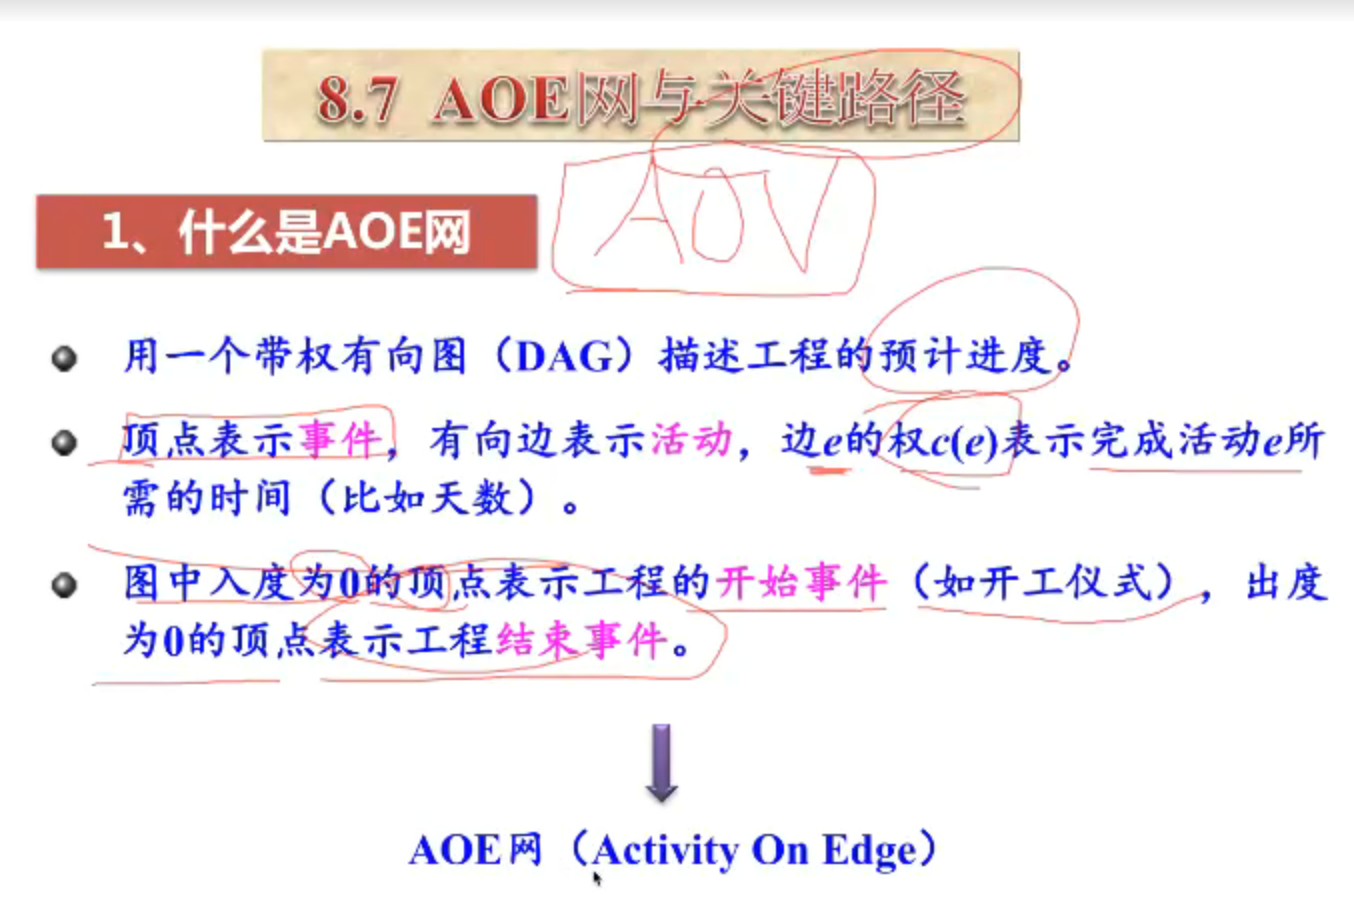 8.7 AOE网与关键路径
AOV
1、什么是AOE网
用一个带权有向图（DAG）描述工程的预计进度。
顶点表示事件，有向边表示活动，边e的权c(e)表示完成活动e所
需的时间（比如天数）。
图中入度为0的顶点表示工程的开始事件（如开工仪式），出度
为0的顶点表示工程结束事件。
AOE网（Activity On Edge）